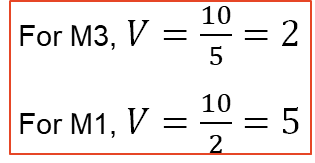 For M3, V = 10/5 = 2
For M1, V = 10/2 = 5